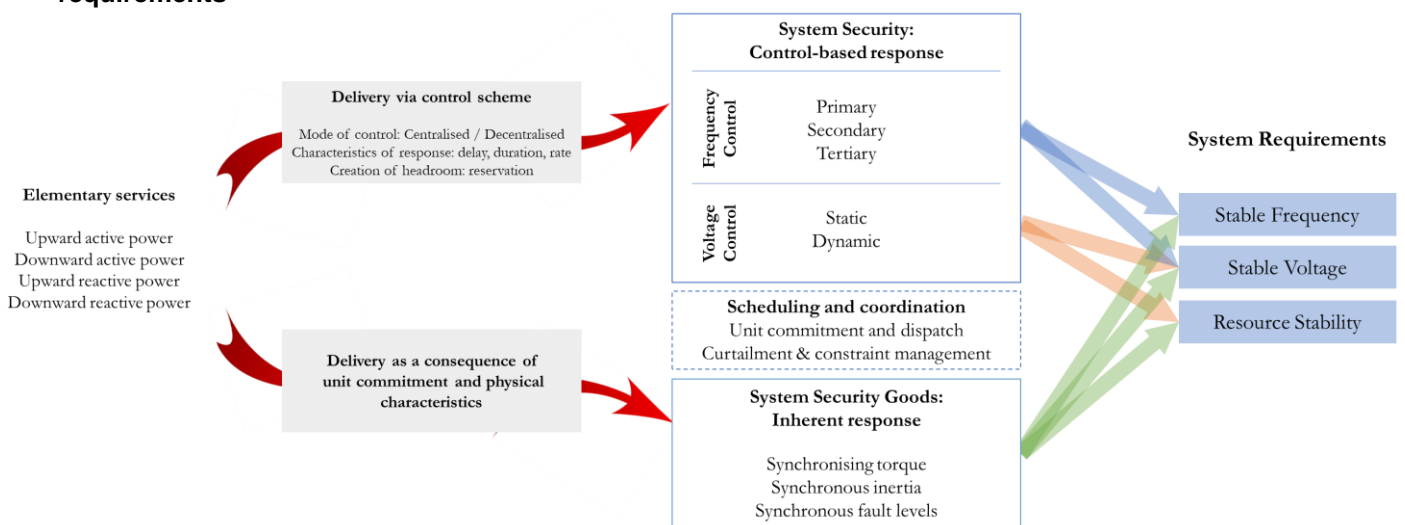 requirements
Elementary services
Upward active power
Downward active power
Upward reactive power
Downward reactive power
Delivery via control scheme
Mode of control: Centralised / Decentralised
Characteristics of response: delay, duration, rate
Creation of headroom: reservation
Delivery as a consequence of
unit commitment and physical
characteristics
System Security:
Control-based response
Frequency
Control
Primary
Secondary
Tertiary
Voltage
Control
Static
Dynamic
Scheduling and coordination
Unit commitment and dispatch
Curtailment & constraint management
System Security Goods:
Inherent response
Synchronising torque
Synchronous inertia
Synchronous fault levels
System Requirements
Stable Frequency
Stable Voltage
Resource Stability